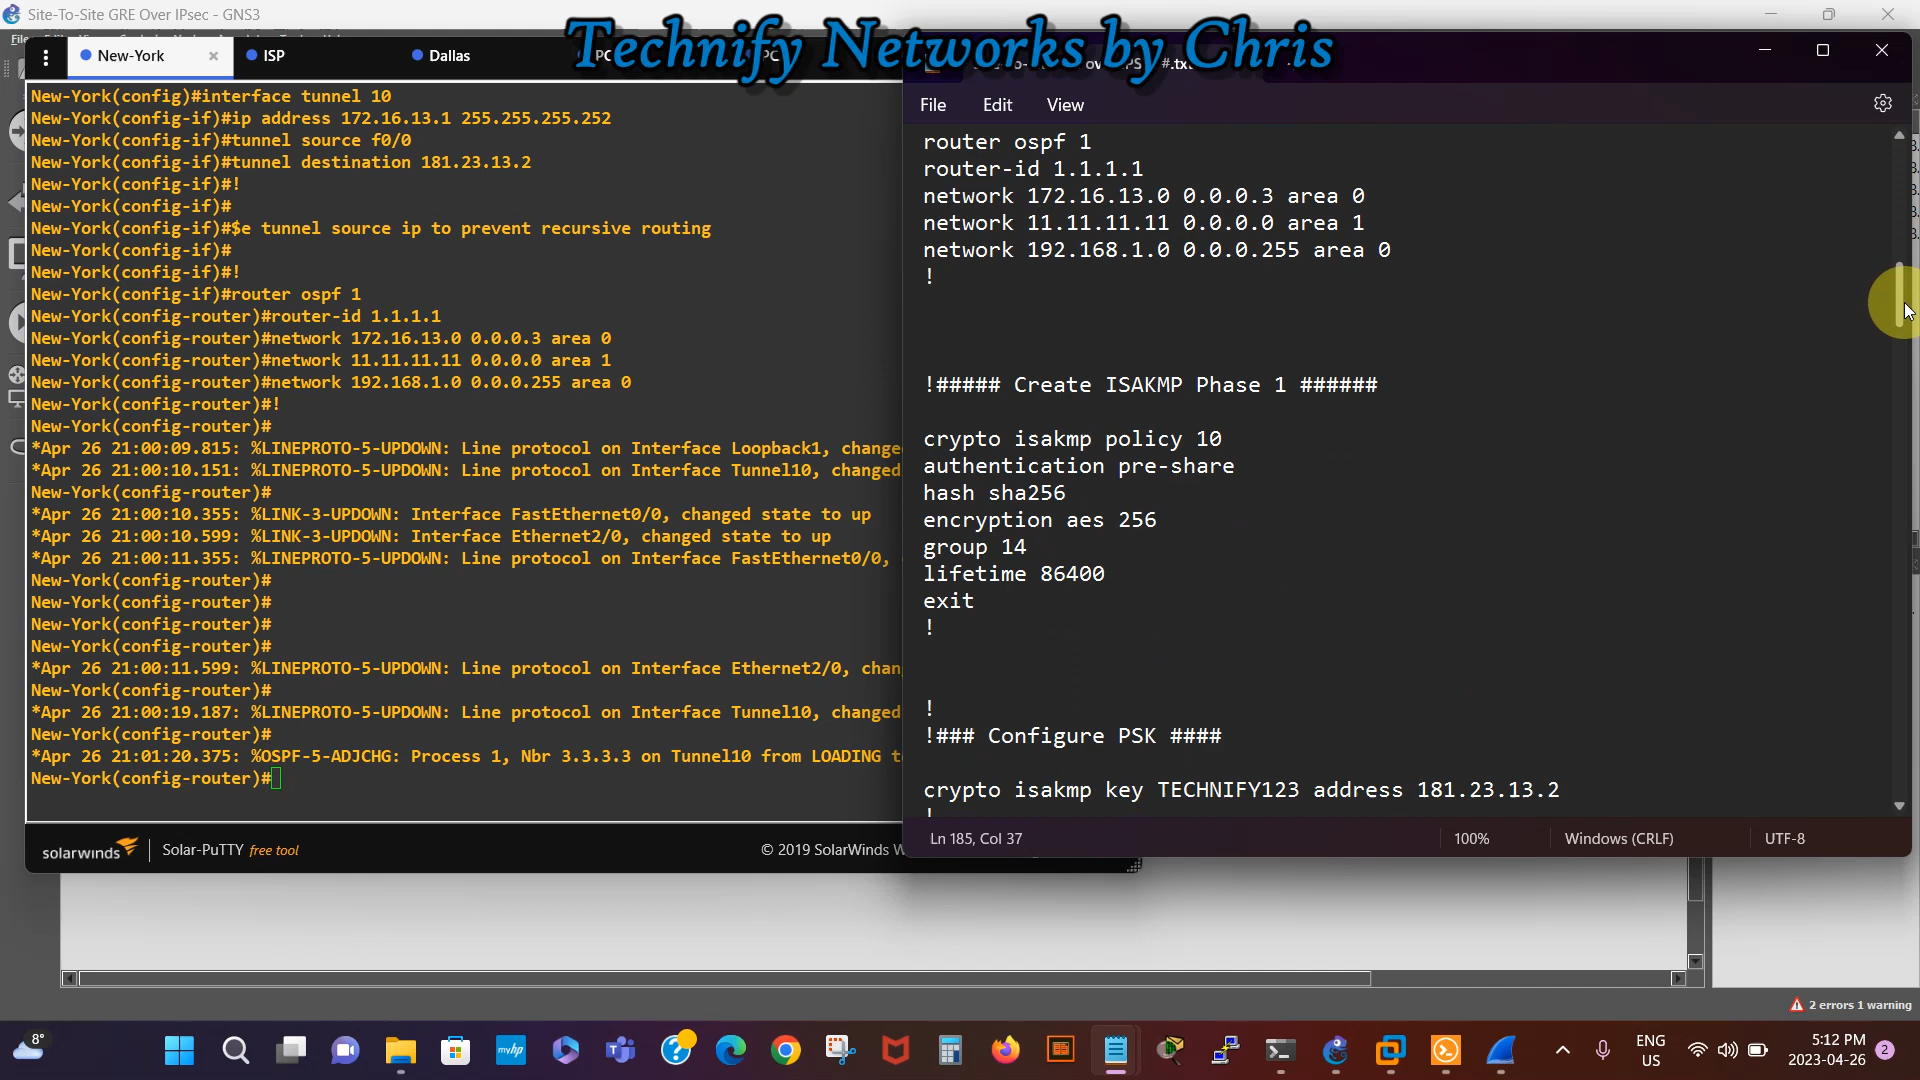 Site-To-Site GRE Over IPsec - GNS3
Technify Networks by Chris
New-York
ISP
Dallas
PC
PC
.txt
File Edit View
New-York(config)#interface tunnel 10
New-York(config-if)#ip address 172.16.13.1 255.255.255.252
New-York(config-if)#tunnel source f0/0
New-York(config-if)#tunnel destination 181.23.13.2
New-York(config-if)#!
New-York(config-if)#
New-York(config-if)#$e tunnel source ip to prevent recursive routing
New-York(config-if)#
New-York(config-if)#!
New-York(config-if)#router ospf 1
New-York(config-router)#router-id 1.1.1.1
New-York(config-router)#network 172.16.13.0 0.0.0.3 area 0
New-York(config-router)#network 11.11.11.11 0.0.0.0 area 1
New-York(config-router)#network 192.168.1.0 0.0.0.255 area 0
New-York(config-router)#!
New-York(config-router)#
*Apr 26 21:00:09.815: %LINEPROTO-5-UPDOWN: Line protocol on Interface Loopback1, change
*Apr 26 21:00:10.151: %LINEPROTO-5-UPDOWN: Line protocol on Interface Tunnel10, changed
New-York(config-router)#
*Apr 26 21:00:10.355: %LINK-3-UPDOWN: Interface FastEthernet0/0, changed state to up
*Apr 26 21:00:10.599: %LINK-3-UPDOWN: Interface Ethernet2/0, changed state to up
*Apr 26 21:00:11.355: %LINEPROTO-5-UPDOWN: Line protocol on Interface FastEthernet0/0,
New-York(config-router)#
New-York(config-router)#
New-York(config-router)#
New-York(config-router)#
*Apr 26 21:00:11.599: %LINEPROTO-5-UPDOWN: Line protocol on Interface Ethernet2/0, chan
New-York(config-router)#
*Apr 26 21:00:19.187: %LINEPROTO-5-UPDOWN: Line protocol on Interface Tunnel10, changed
New-York(config-router)#
*Apr 26 21:01:20.375: %OSPF-5-ADJCHG: Process 1, Nbr 3.3.3.3 on Tunnel10 from LOADING t
New-York(config-router)#
solarwinds Solar-PuTTY free tool
© 2019 SolarWinds W
router ospf 1
router-id 1.1.1.1
network 172.16.13.0 0.0.0.3 area 0
network 11.11.11.11 0.0.0.0 area 1
network 192.168.1.0 0.0.0.255 area 0
!
!##### Create ISAKMP Phase 1 ######
crypto isakmp policy 10
authentication pre-share
hash sha256
encryption aes 256
group 14
lifetime 86400
exit
!
!
!### Configure PSK ####
crypto isakmp key TECHNIFY123 address 181.23.13.2
!
Ln 185, Col 37
100%
Windows (CRLF)
UTF-8
2 errors 1 warning
8°
myhp
ENG
US
5:12 PM
2023-04-26
2